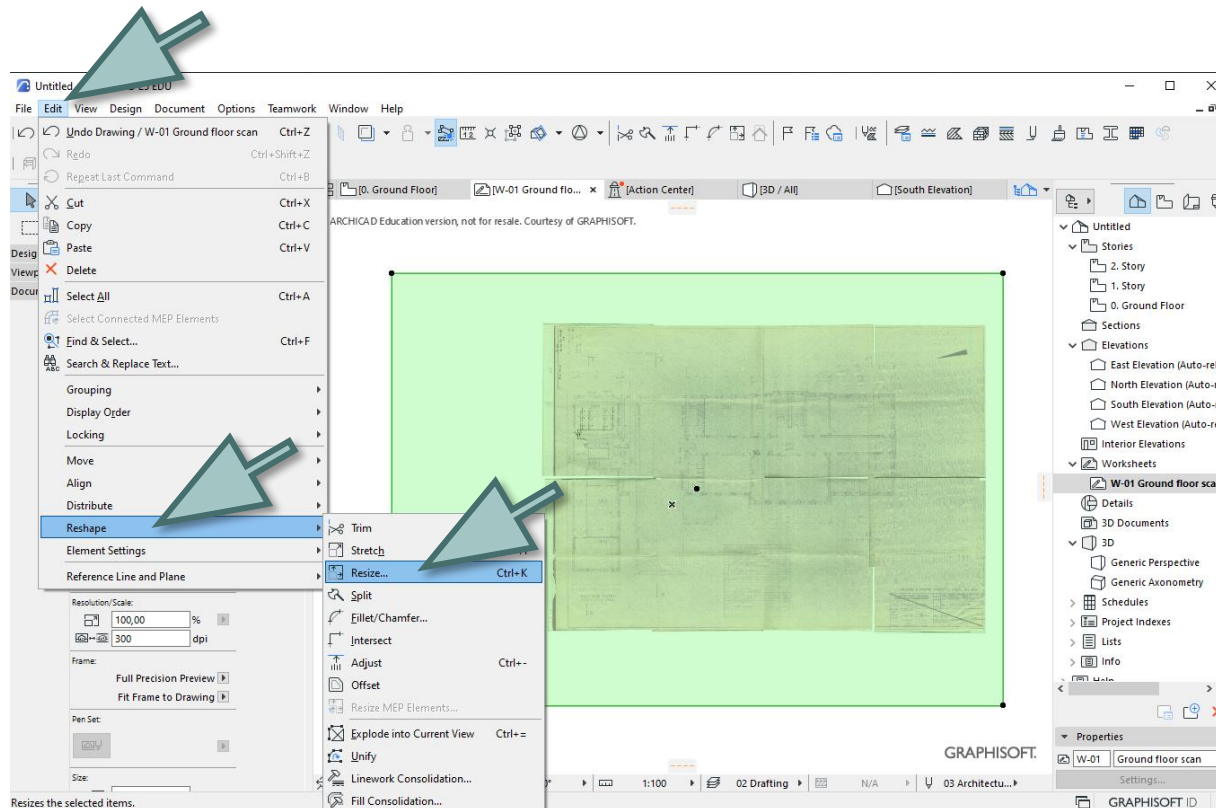 Untitled
File Edit View Design Document Options Teamwork Window Help
Undo Drawing / W-01 Ground floor scan Ctrl+Z
Redo Ctrl+Shift+Z
Repeat Last Command Ctrl+B
Cut Ctrl+X
Copy Ctrl+C
Paste Ctrl+V
Delete
Select All Ctrl+A
Select Connected MEP Elements
Find & Select... Ctrl+F
Search & Replace Text...
Grouping
Display Order
Locking
Move
Align
Distribute
Reshape
Element Settings
Reference Line and Plane
Trim
Stretch
Resize... Ctrl+K
Split
Fillet/Chamfer...
Intersect
Adjust Ctrl+-
Offset
Resize MEP Elements...
Explode into Current View Ctrl+=
Unify
Linework Consolidation...
Fill Consolidation...
Desig
Viewp
Docur
Resolution/Scale:
100,00 %
300 dpi
Frame:
Full Precision Preview
Fit Frame to Drawing
Pen Set:
Size:
Resizes the selected items.
[0. Ground Floor] [W-01 Ground flo... [Action Center] [3D / All] [South Elevation]
ARCHICAD Education version, not for resale. Courtesy of GRAPHISOFT.
GRAPHISOFT.
1:100 02 Drafting N/A 03 Architectu...
Untitled
Stories
2. Story
1. Story
0. Ground Floor
Sections
Elevations
East Elevation (Auto-rel
North Elevation (Auto-r
South Elevation (Auto-r
West Elevation (Auto-re
Interior Elevations
Worksheets
W-01 Ground floor sca
Details
3D Documents
3D
Generic Perspective
Generic Axonometry
Schedules
Project Indexes
Lists
Info
Help
Properties
W-01 Ground floor scan
Settings...
GRAPHISOFT ID